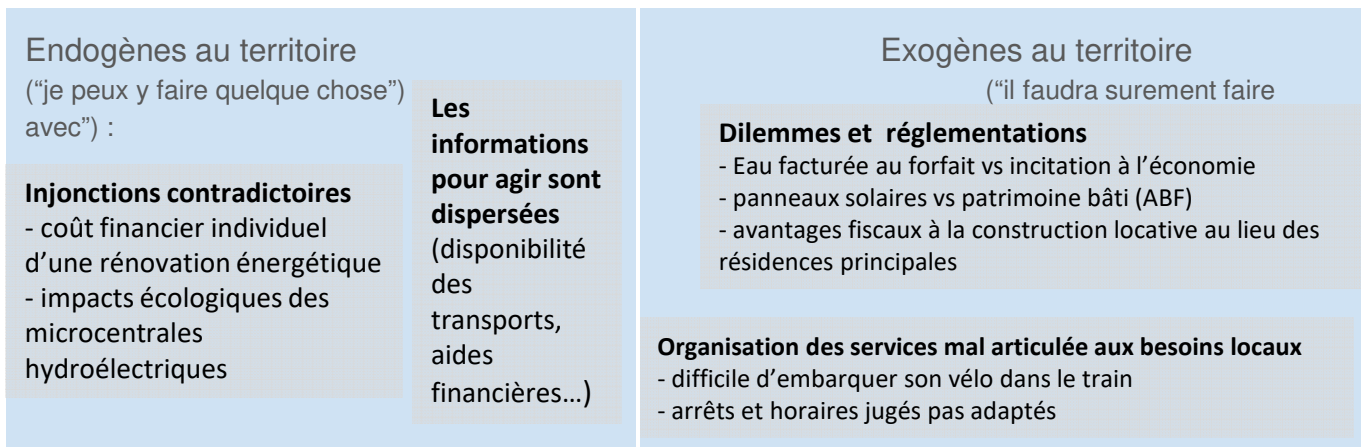 Endogènes au territoire
(“je peux y faire quelque chose”)
avec”) :
Injonctions contradictoires
- coût financier individuel
d’une rénovation énergétique
- impacts écologiques des
microcentrales
hydroélectriques
Les
informations
pour agir sont
dispersées
(disponibilité
des
transports,
aides
financières…)
Exogènes au territoire
(“il faudra surement faire
Dilemmes et  réglementations
- Eau facturée au forfait vs incitation à l’économie
- panneaux solaires vs patrimoine bâti (ABF)
- avantages fiscaux à la construction locative au lieu des
résidences principales
Organisation des services mal articulée aux besoins locaux
- difficile d’embarquer son vélo dans le train
- arrêts et horaires jugés pas adaptés